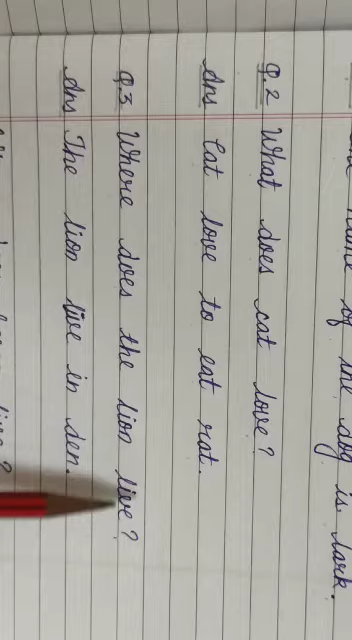 name of the dog is Lark.
Q.2 What does cat love?
Ans Cat love to eat rat.
Q.3 Where does the lion live?
Ans The lion live in den.